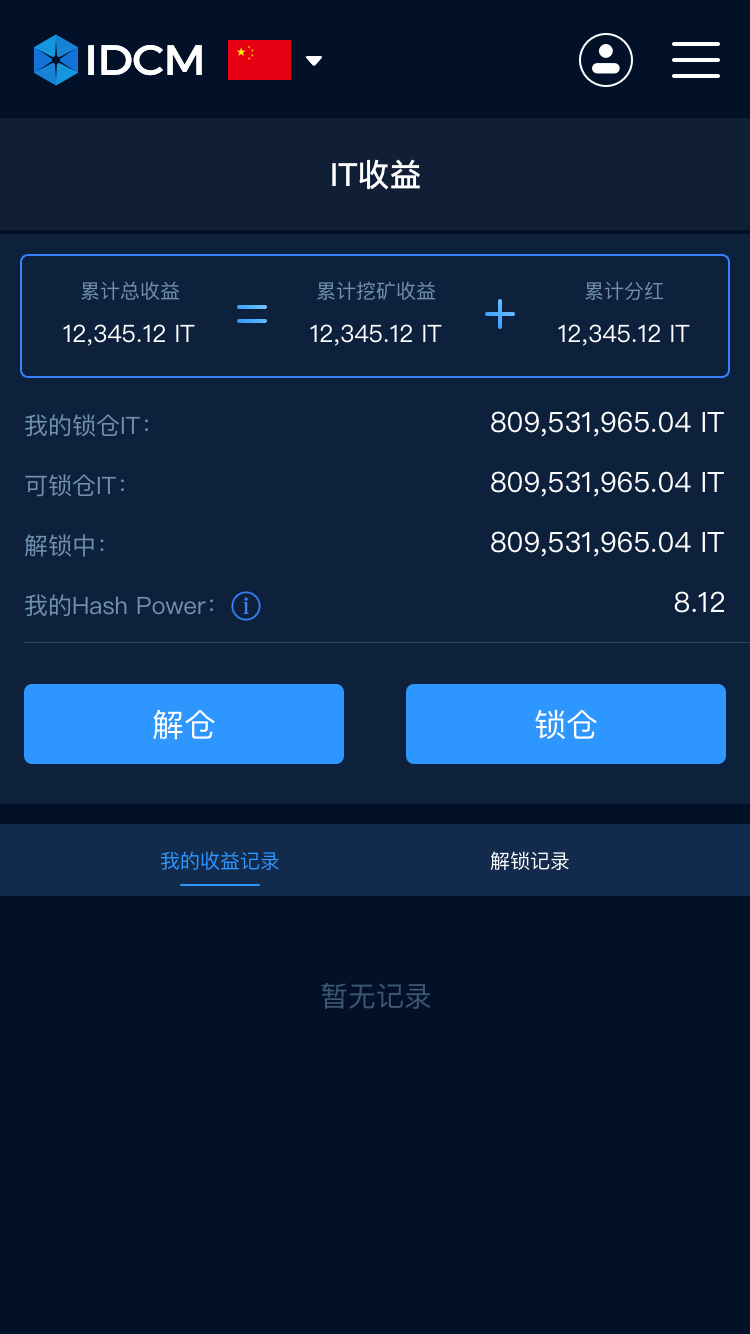 IDCM
IT收益
累计总收益 累计挖矿收益 累计分红
12,345.12 IT = 12,345.12 IT + 12,345.12 IT
我的锁仓IT: 809,531,965.04 IT
可锁仓IT: 809,531,965.04 IT
解锁中: 809,531,965.04 IT
我的Hash Power: i 8.12
解仓 锁仓
我的收益记录 解锁记录
暂无记录